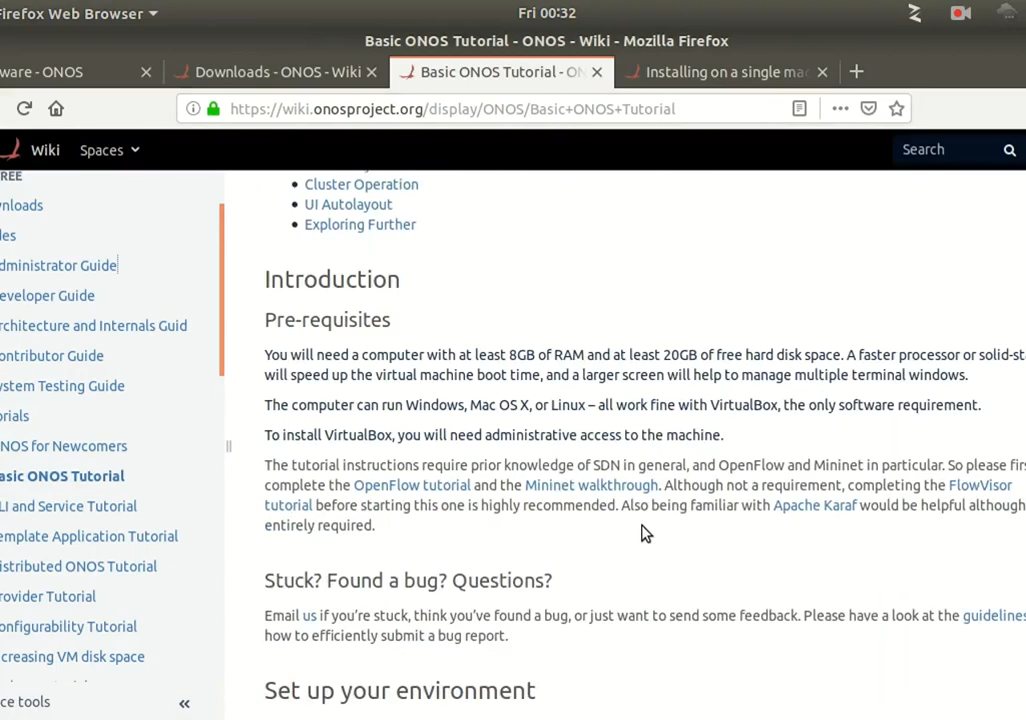 Firefox Web Browser
Fri 00:32
Basic ONOS Tutorial - ONOS - Wiki - Mozilla Firefox
ware - ONOS
Downloads - ONOS - Wiki
Basic ONOS Tutorial - ON
Installing on a single mac
https://wiki.onosproject.org/display/ONOS/Basic+ONOS+Tutorial
Wiki
Spaces
Search
REE
nloads
des
dministrator Guide
eveloper Guide
rchitecture and Internals Guid
ontributor Guide
ystem Testing Guide
orials
NOS for Newcomers
asic ONOS Tutorial
LI and Service Tutorial
emplate Application Tutorial
istributed ONOS Tutorial
rovider Tutorial
onfigurability Tutorial
creasing VM disk space
ce tools
Cluster Operation
UI Autolayout
Exploring Further
Introduction
Pre-requisites
You will need a computer with at least 8GB of RAM and at least 20GB of free hard disk space. A faster processor or solid-sta
will speed up the virtual machine boot time, and a larger screen will help to manage multiple terminal windows.
The computer can run Windows, Mac OS X, or Linux – all work fine with VirtualBox, the only software requirement.
To install VirtualBox, you will need administrative access to the machine.
The tutorial instructions require prior knowledge of SDN in general, and OpenFlow and Mininet in particular. So please firs
complete the OpenFlow tutorial and the Mininet walkthrough. Although not a requirement, completing the FlowVisor
tutorial before starting this one is highly recommended. Also being familiar with Apache Karaf would be helpful although
entirely required.
Stuck? Found a bug? Questions?
Email us if you're stuck, think you've found a bug, or just want to send some feedback. Please have a look at the guidelines
how to efficiently submit a bug report.
Set up your environment